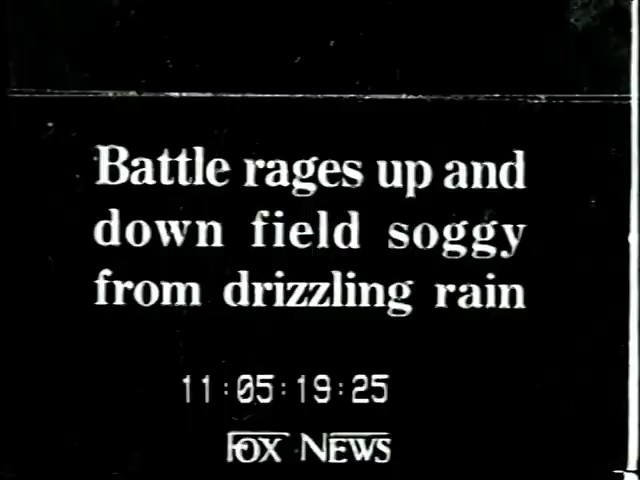 Battle rages up and
down field soggy
from drizzling rain
11:05:19:25
FOX NEWS